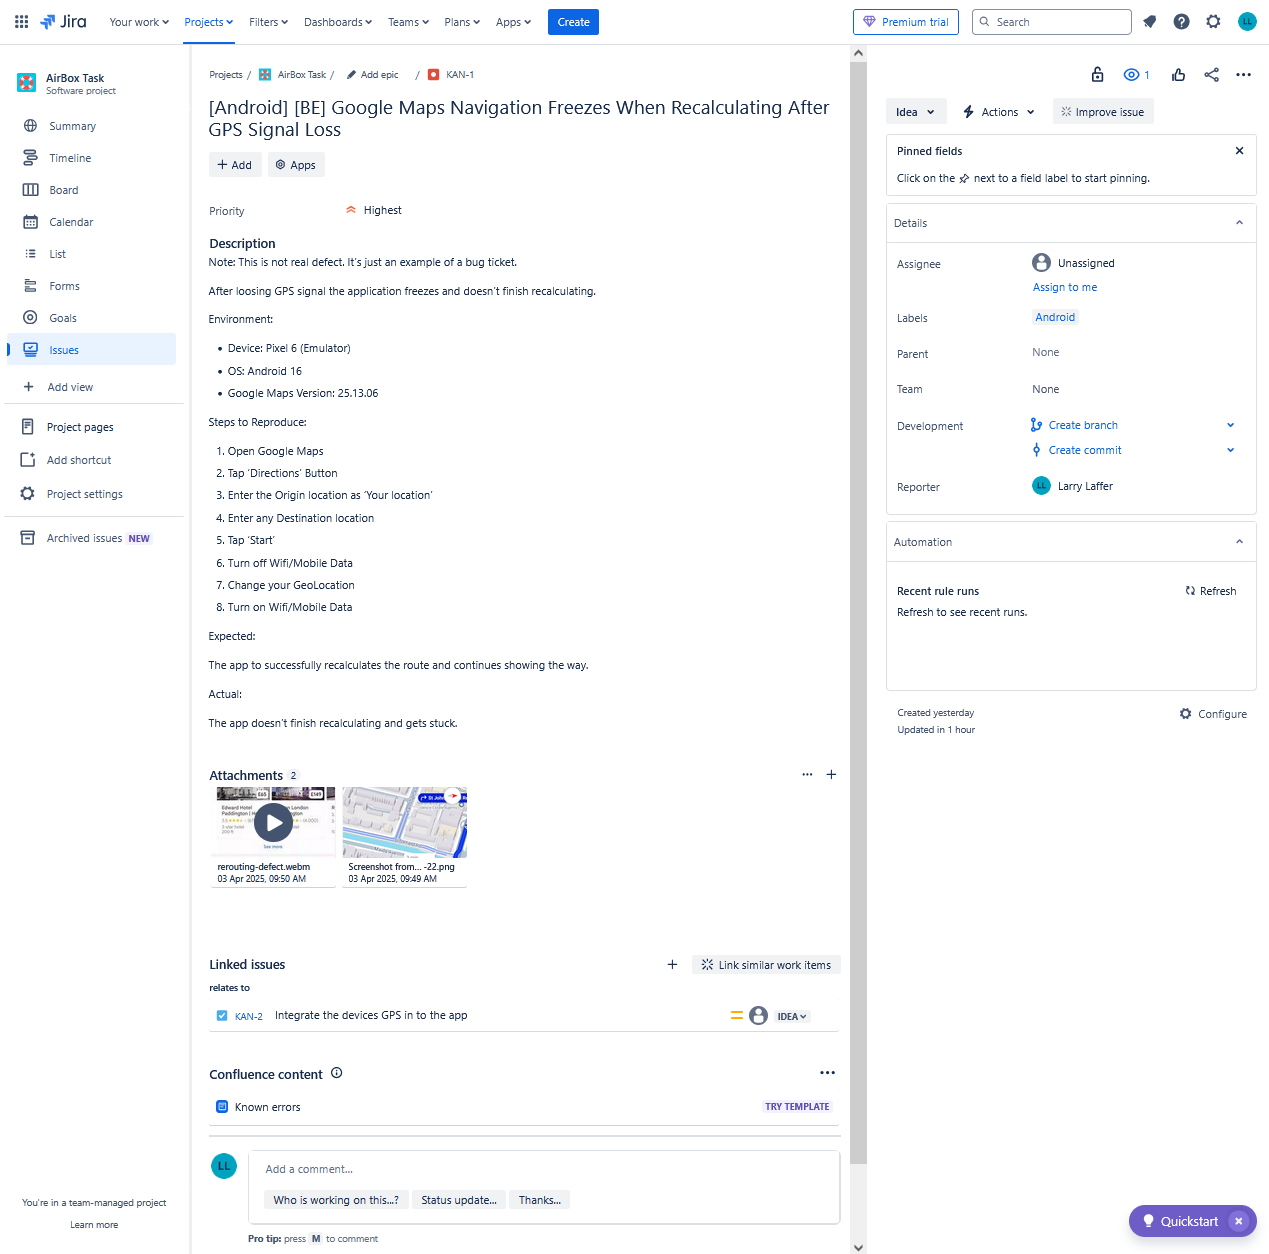 Jira
Your work
Projects
Filters
Dashboards
Teams
Plans
Apps
Create
Premium trial
Search
LL
AirBox Task
Software project
Summary
Timeline
Board
Calendar
List
Forms
Goals
Issues
Add view
Project pages
Add shortcut
Project settings
Archived issues NEW
You're in a team-managed project
Learn more
Projects / AirBox Task / Add epic / KAN-1
[Android] [BE] Google Maps Navigation Freezes When Recalculating After
GPS Signal Loss
Add
Apps
Priority
Highest
Description
Note: This is not real defect. It's just an example of a bug ticket.
After loosing GPS signal the application freezes and doesn't finish recalculating.
Environment:
• Device: Pixel 6 (Emulator)
• OS: Android 16
• Google Maps Version: 25.13.06
Steps to Reproduce:
1. Open Google Maps
2. Tap 'Directions' Button
3. Enter the Origin location as 'Your location'
4. Enter any Destination location
5. Tap 'Start'
6. Turn off Wifi/Mobile Data
7. Change your GeoLocation
8. Turn on Wifi/Mobile Data
Expected:
The app to successfully recalculates the route and continues showing the way.
Actual:
The app doesn't finish recalculating and gets stuck.
Attachments 2
£65
£149
Edward Hotel
Paddington | H
London
See more
rerouting-defect.webm
03 Apr 2025, 09:50 AM
St John
Screenshot from... -22.png
03 Apr 2025, 09:49 AM
Linked issues
Link similar work items
relates to
KAN-2 Integrate the devices GPS in to the app
IDEA
Confluence content
Known errors
TRY TEMPLATE
LL
Add a comment...
Who is working on this...?
Status update...
Thanks...
Pro tip: press M to comment
1
Idea
Actions
Improve issue
Pinned fields
Click on the next to a field label to start pinning.
Details
Assignee
Unassigned
Assign to me
Labels
Android
Parent
None
Team
None
Development
Create branch
Create commit
Reporter
LL Larry Laffer
Automation
Recent rule runs
Refresh
Refresh to see recent runs.
Created yesterday
Updated in 1 hour
Configure
Quickstart